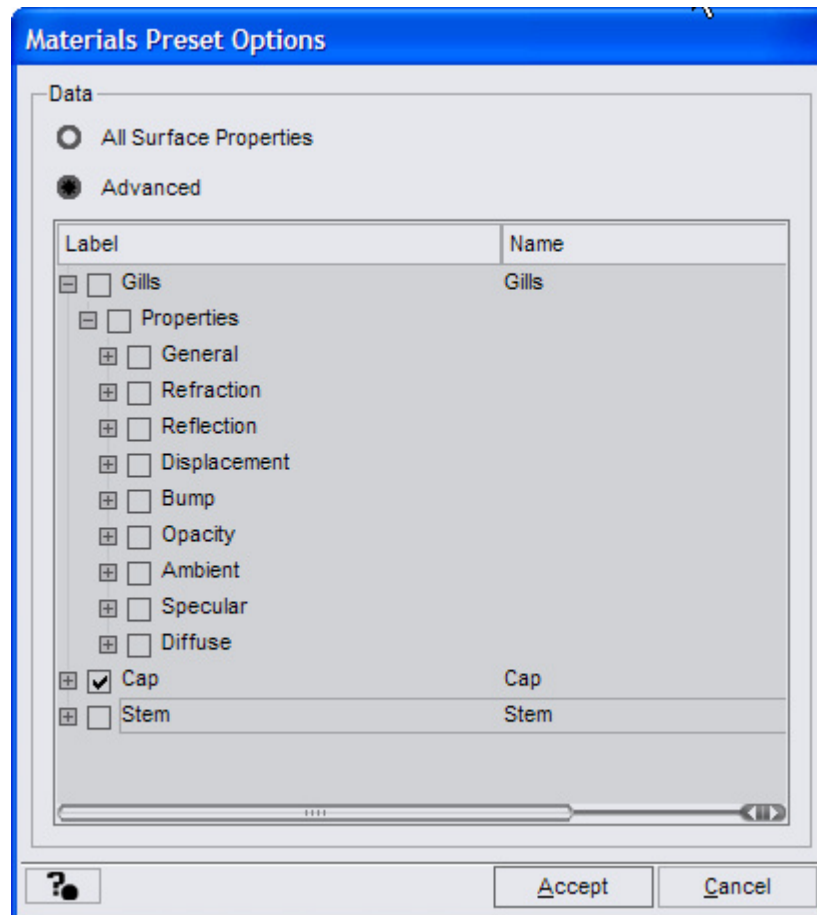 Materials Preset Options
Data
All Surface Properties
Advanced
Label Name
Gills Gills
Properties
General
Refraction
Reflection
Displacement
Bump
Opacity
Ambient
Specular
Diffuse
Cap Cap
Stem Stem
? Accept Cancel